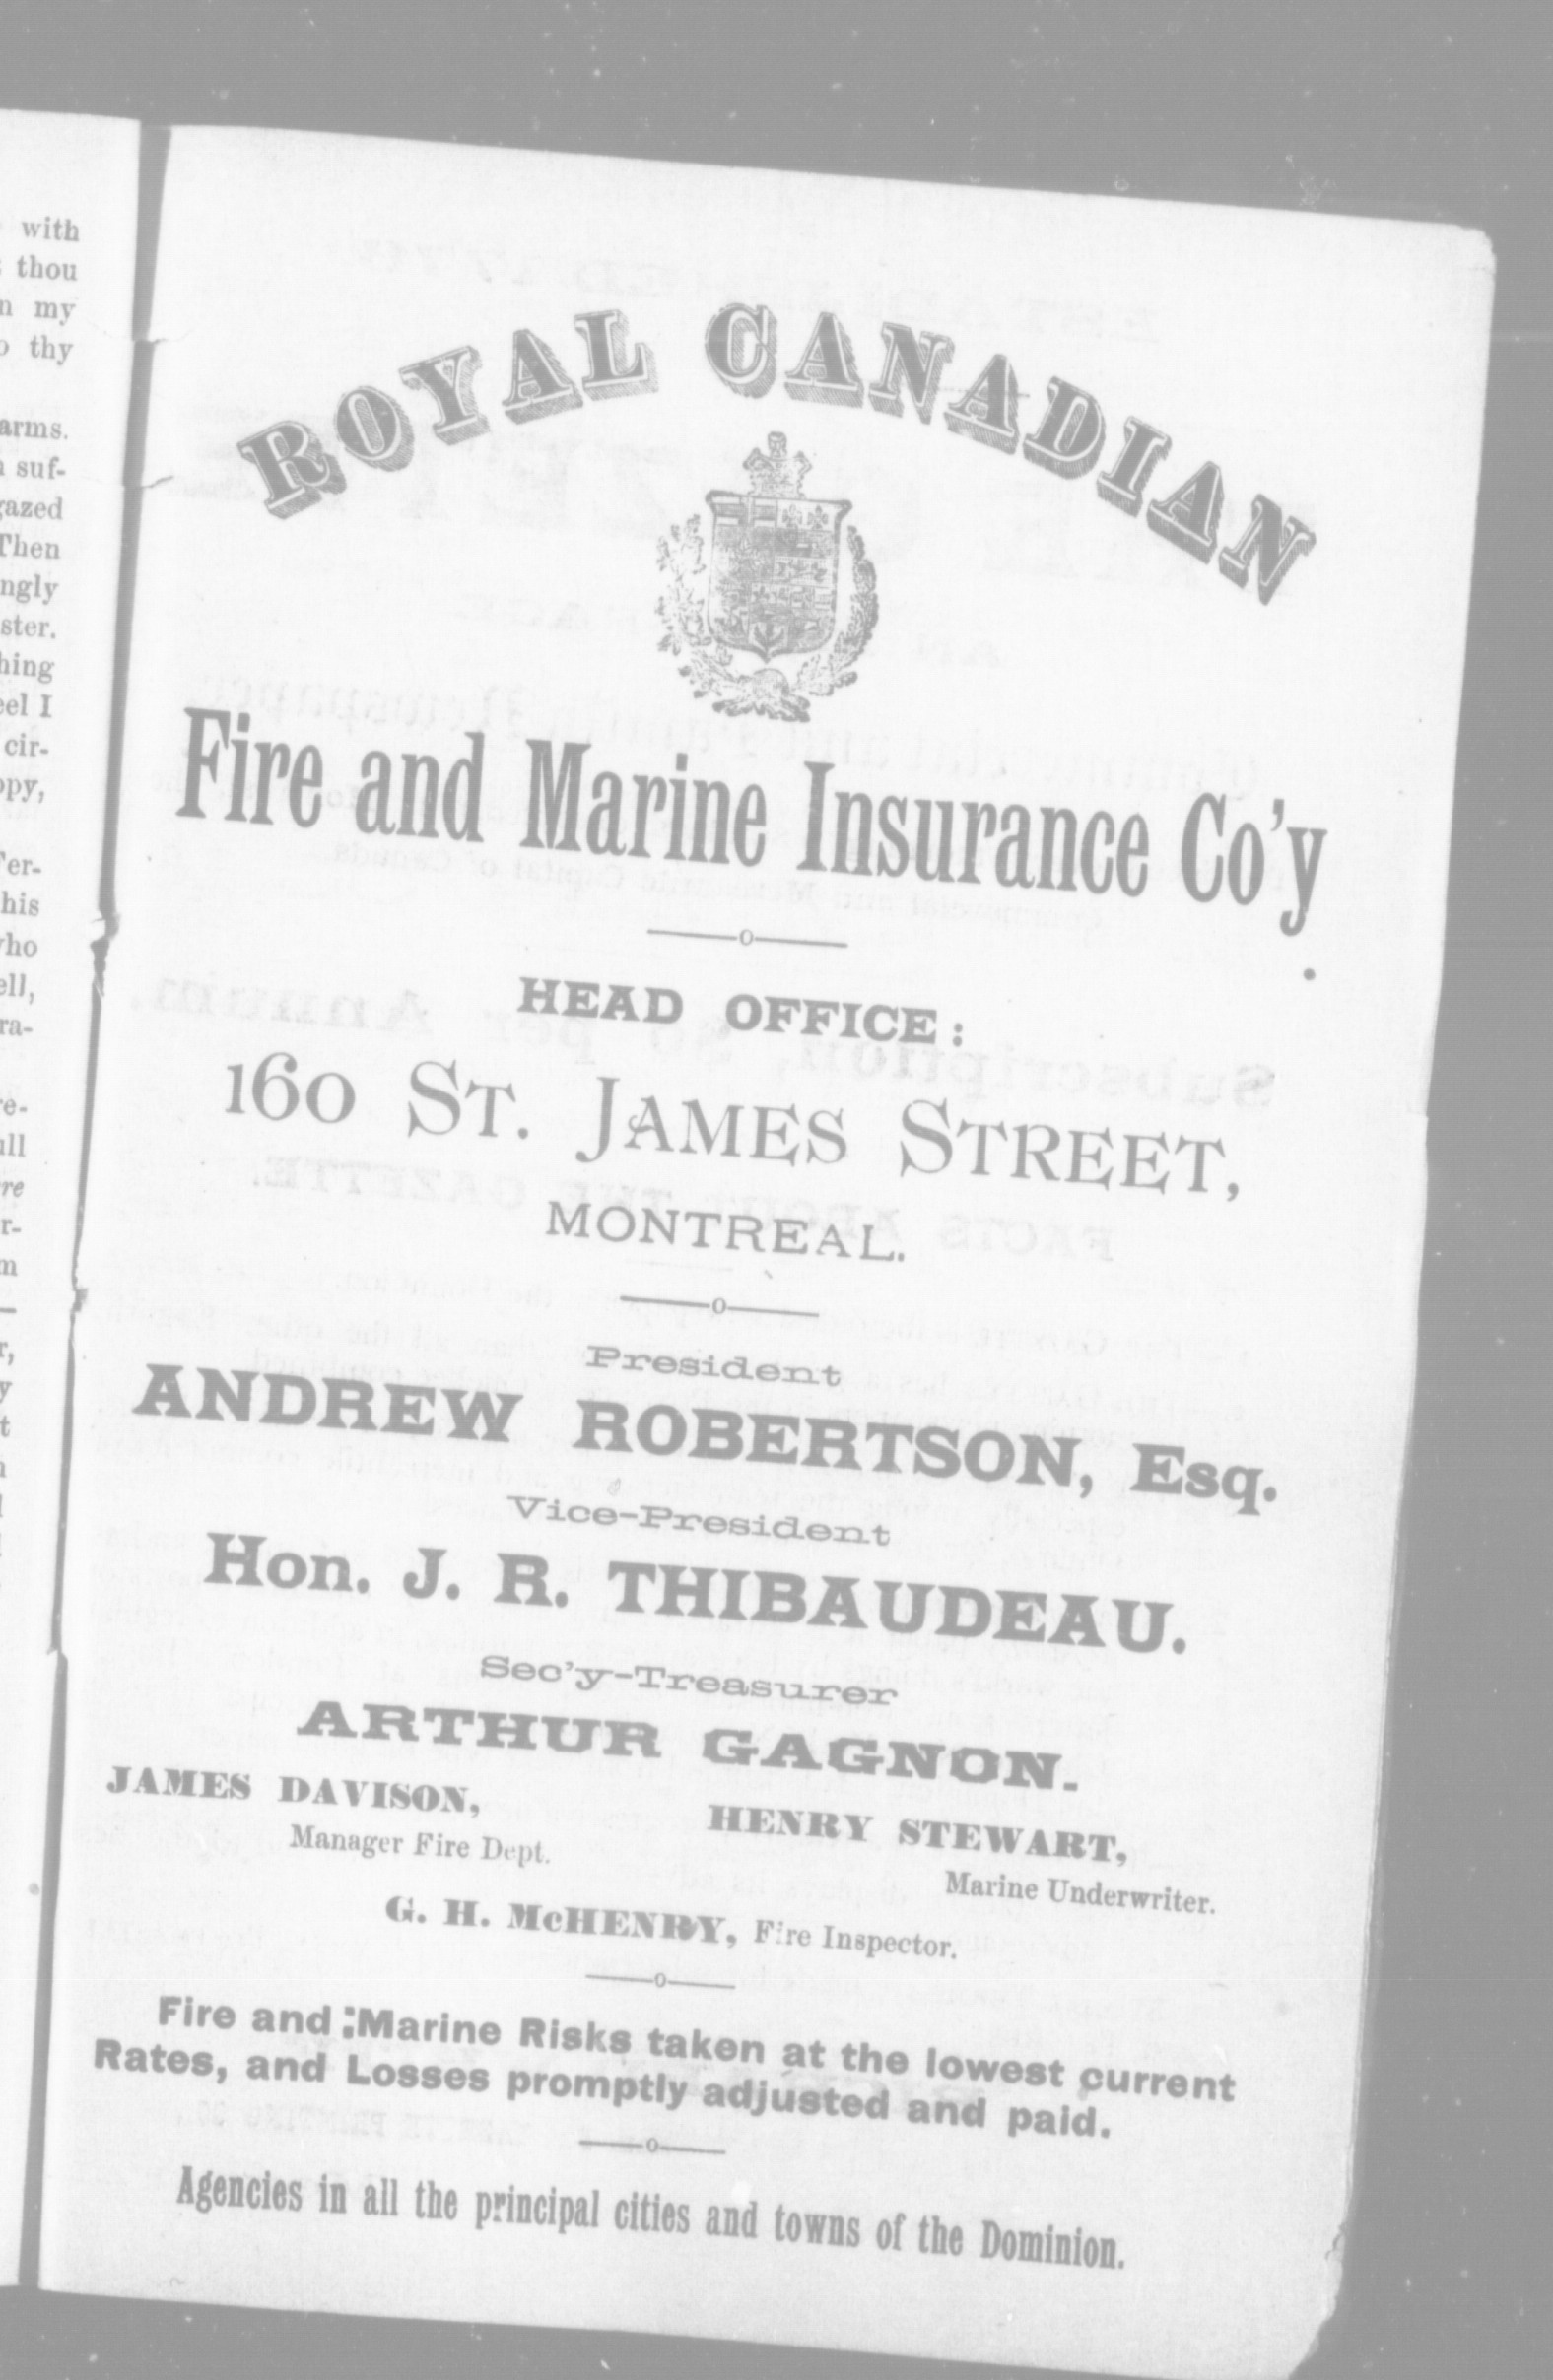 with
thou
my
thy
arms.
suf-
gazed
Then
ngly
ster.
hing
eel I
cir-
opy,
his
who
ell,
ra-
ROYAL CANADIAN
Fire and Marine Insurance Co'y
—o—
HEAD OFFICE:
160 ST. JAMES STREET,
MONTREAL.
—o—
President
ANDREW ROBERTSON, Esq.
Vice-President
Hon. J. R. THIBAUDEAU.
Sec'y-Treasurer
ARTHUR GAGNON.
JAMES DAVISON,
Manager Fire Dept.
HENRY STEWART,
Marine Underwriter.
G. H. McHENRY, Fire Inspector.
—o—
Fire and :Marine Risks taken at the lowest current
Rates, and Losses promptly adjusted and paid.
—o—
Agencies in all the principal cities and towns of the Dominion.